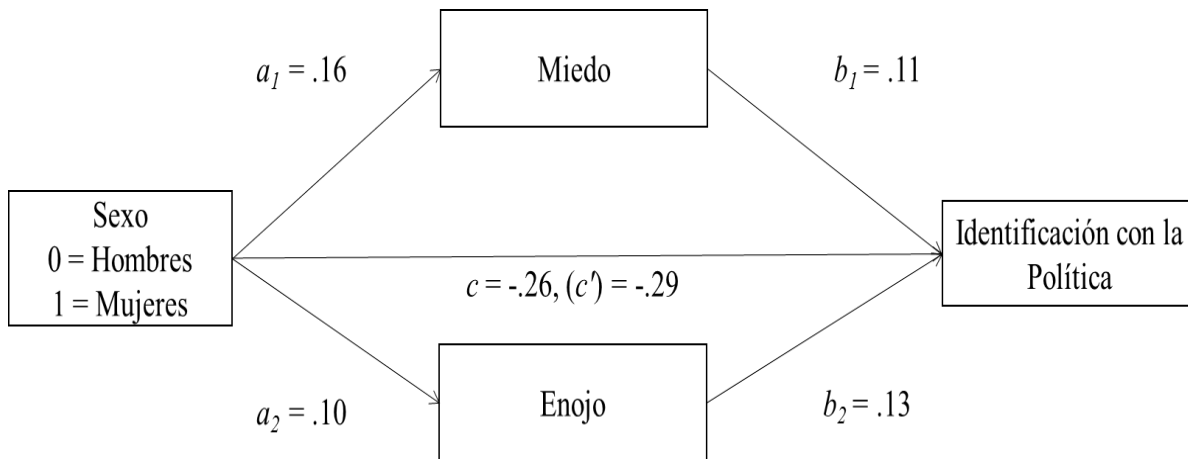 a1 = .16
Miedo
b1 = .11
Sexo
0 = Hombres
1 = Mujeres
Identificación con la
Política
c = -.26, (c') = -.29
a2 = .10
Enojo
b2 = .13